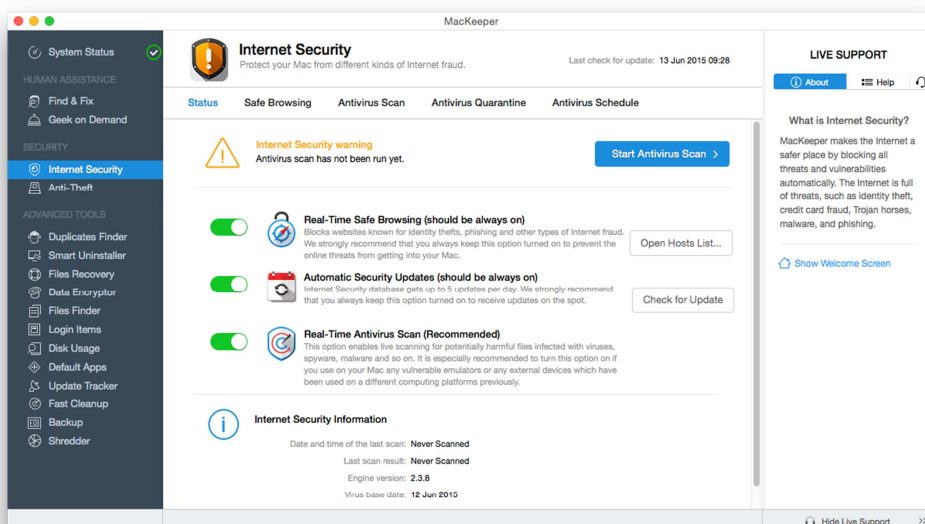 MacKeeper
System Status
HUMAN ASSISTANCE
Find & Fix
Geek on Demand
SECURITY
Internet Security
Anti-Theft
ADVANCED TOOLS
Duplicates Finder
Smart Uninstaller
Files Recovery
Data Encryptor
Files Finder
Login Items
Disk Usage
Default Apps
Update Tracker
Fast Cleanup
Backup
Shredder
Internet Security
Protect your Mac from different kinds of Internet fraud.
Last check for update: 13 Jun 2015 09:28
Status Safe Browsing Antivirus Scan Antivirus Quarantine Antivirus Schedule
Internet Security warning
Antivirus scan has not been run yet.
Start Antivirus Scan >
Real-Time Safe Browsing (should be always on)
Blocks websites known for identity thefts, phishing and other types of Internet fraud.
We strongly recommend that you always keep this option turned on to prevent the
online threats from getting into your Mac.
Open Hosts List...
Automatic Security Updates (should be always on)
Internet Security database gets up to 5 updates per day. We strongly recommend
that you always keep this option turned on to receive updates on the spot.
Check for Update
Real-Time Antivirus Scan (Recommended)
This option enables live scanning for potentially harmful files infected with viruses,
spyware, malware and so on. It is especially recommended to turn this option on if
you use on your Mac any vulnerable emulators or any external devices which have
been used on a different computing platforms previously.
Internet Security Information
Date and time of the last scan: Never Scanned
Last scan result: Never Scanned
Engine version: 2.3.8
Virus base date: 12 Jun 2015
LIVE SUPPORT
About Help
What is Internet Security?
MacKeeper makes the Internet a
safer place by blocking all
threats and vulnerabilities
automatically. The Internet is full
of threats, such as identity theft,
credit card fraud, Trojan horses,
malware, and phishing.
Show Welcome Screen
Hide Live Support